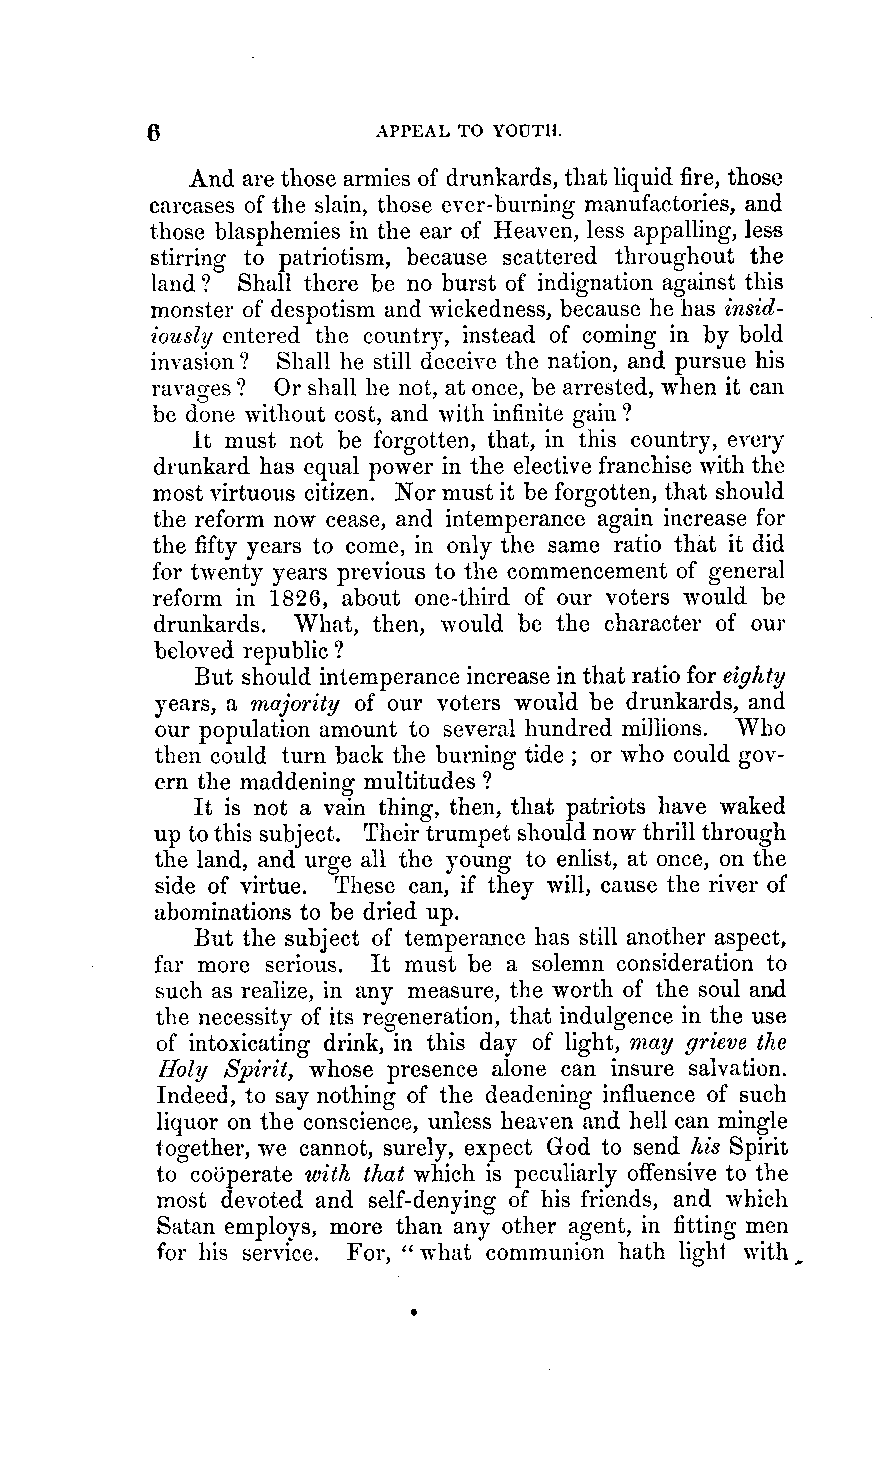 6 APPEAL TO YOUTH.
And are those armies of drunkards, that liquid fire, those
carcases of the slain, those ever-burning manufactories, and
those blasphemies in the ear of Heaven, less appalling, less
stirring to patriotism, because scattered throughout the
land? Shall there be no burst of indignation against this
monster of despotism and wickedness, because he has insid-
iously entered the country, instead of coming in by bold
invasion? Shall he still deceive the nation, and pursue his
ravages? Or shall he not, at once, be arrested, when it can
be done without cost, and with infinite gain?
It must not be forgotten, that, in this country, every
drunkard has equal power in the elective franchise with the
most virtuous citizen. Nor must it be forgotten, that should
the reform now cease, and intemperance again increase for
the fifty years to come, in only the same ratio that it did
for twenty years previous to the commencement of general
reform in 1826, about one-third of our voters would be
drunkards. What, then, would be the character of our
beloved republic?
But should intemperance increase in that ratio for eighty
years, a majority of our voters would be drunkards, and
our population amount to several hundred millions. Who
then could turn back the burning tide; or who could gov-
ern the maddening multitudes?
It is not a vain thing, then, that patriots have waked
up to this subject. Their trumpet should now thrill through
the land, and urge all the young to enlist, at once, on the
side of virtue. These can, if they will, cause the river of
abominations to be dried up.
But the subject of temperance has still another aspect,
far more serious. It must be a solemn consideration to
such as realize, in any measure, the worth of the soul and
the necessity of its regeneration, that indulgence in the use
of intoxicating drink, in this day of light, may grieve the
Holy Spirit, whose presence alone can insure salvation.
Indeed, to say nothing of the deadening influence of such
liquor on the conscience, unless heaven and hell can mingle
together, we cannot, surely, expect God to send his Spirit
to coöperate with that which is peculiarly offensive to the
most devoted and self-denying of his friends, and which
Satan employs, more than any other agent, in fitting men
for his service. For, "what communion hath light with